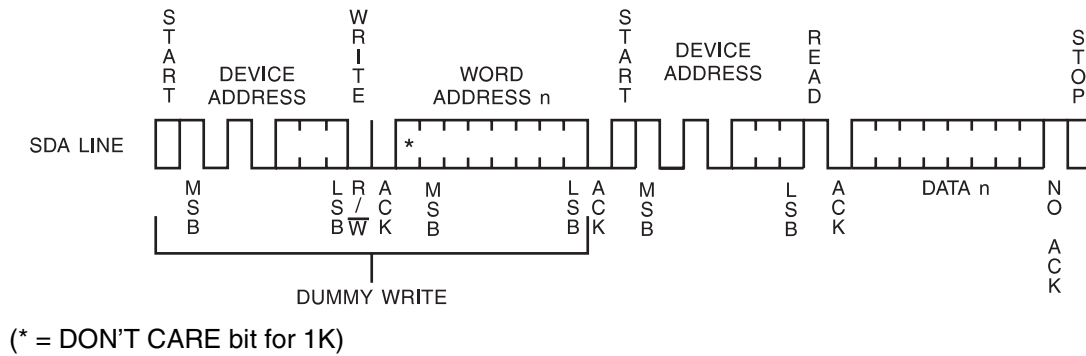 START
DEVICE
ADDRESS
WRITE
WORD
ADDRESS n
START
DEVICE
ADDRESS
READ
STOP
SDA LINE
*
MSB
LSB
R/W
ACK
MSB
LSB
ACK
MSB
LSB
ACK
DATA n
NO ACK
DUMMY WRITE
(* = DON'T CARE bit for 1K)